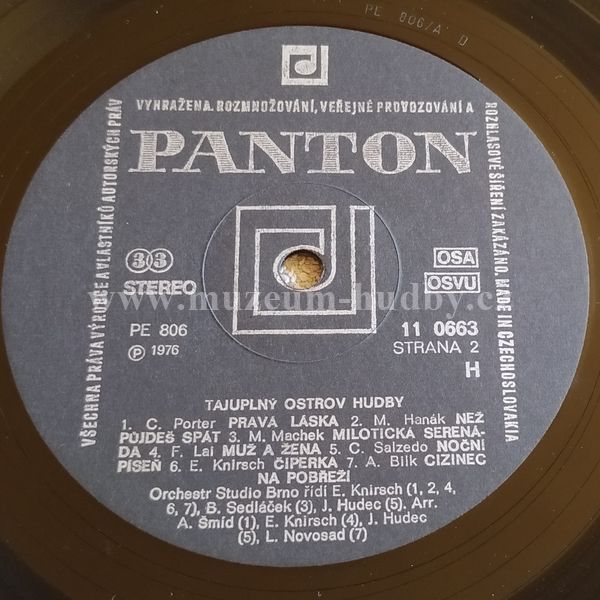 PE 806/A D
VŠECHNA PRÁVA VÝROBCE A VLASTNÍKŮ AUTORSKÝCH PRÁV
VYHRAŽENA. ROZMNOŽOVÁNÍ, VEŘEJNÉ PROVOZOVÁNÍ A
ROZHLASOVÉ ŠÍŘENÍ ZAKÁZÁNO. MADE IN CZECHOSLOVAKIA
PANTON
33
STEREO
OSA
OSVU
www.muzeum-hudby.c
PE 806
11 0663
Ⓟ 1976
STRANA 2
H
TAJUPLNÝ OSTROV HUDBY
1. C. Porter PRAVÁ LÁSKA 2. M. Hanák NEŽ
PŮJDEŠ SPÁT 3. M. Machek MILOTICKÁ SERENÁ-
DA 4. F. Lai MUŽ A ŽENA 5. C. Salzedo NOČNÍ
PÍSEŇ 6. E. Knirsch ČIPERKA 7. A. Bilk CIZINEC
NA POBŘEŽÍ
Orchestr Studio Brno řídí E. Knirsch (1, 2, 4,
6, 7), B. Sedláček (3), J. Hudec (5). Arr.
A. Šmíd (1), E. Knirsch (4), J. Hudec
(5), L. Novosad (7)